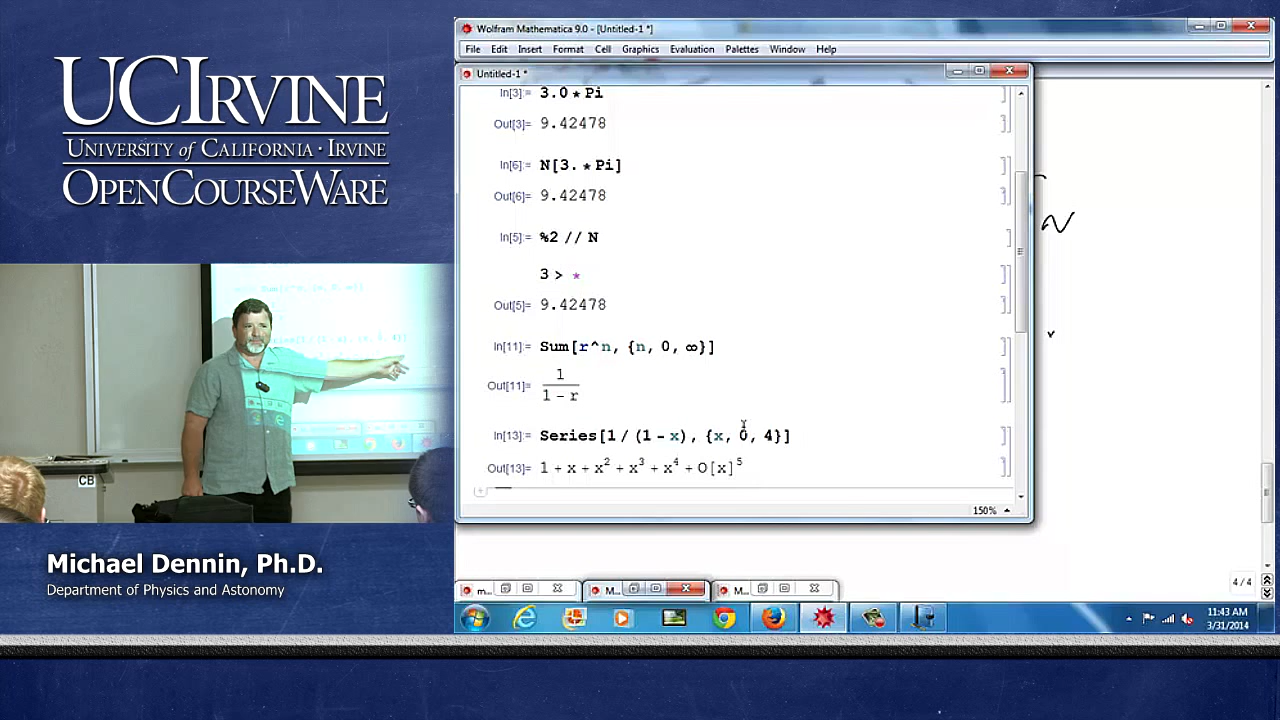 UCIRVINE
UNIVERSITY of CALIFORNIA · IRVINE
OPENCOURSEWARE
CB
Michael Dennin, Ph.D.
Department of Physics and Astonomy
Wolfram Mathematica 9.0 - [Untitled-1 *]
File Edit Insert Format Cell Graphics Evaluation Palettes Window Help
Untitled-1 *
In[3]:= 3.0 * Pi
Out[3]= 9.42478
In[6]:= N[3. * Pi]
Out[6]= 9.42478
In[5]:= %2 // N
3 > *
Out[5]= 9.42478
In[11]:= Sum[r^n, {n, 0, ∞}]
Out[11]= 1 / (1 - r)
In[13]:= Series[1 / (1 - x), {x, 0, 4}]
Out[13]= 1 + x + x² + x³ + x⁴ + O[x]⁵
150%
N
4 / 4
m... M... M...
11:43 AM
3/31/2014